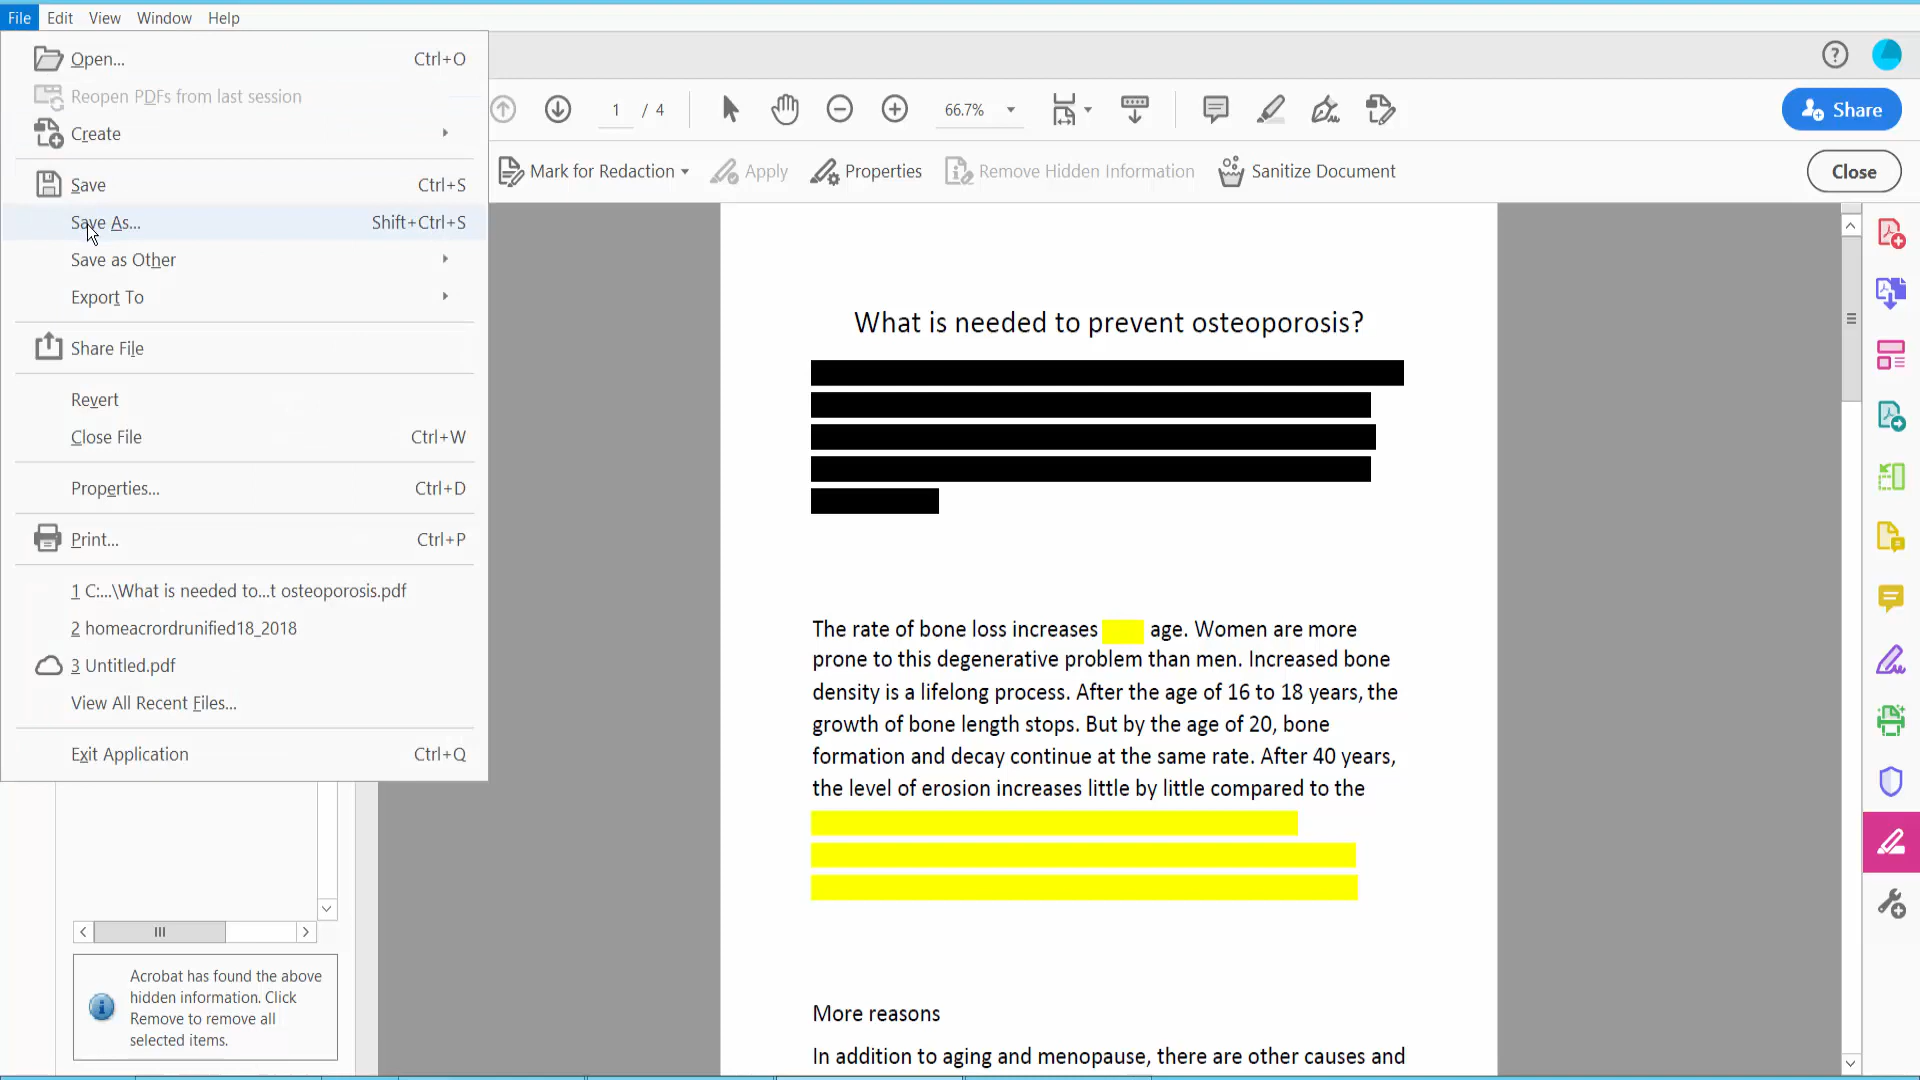 File Edit View Window Help
Open... Ctrl+O
Reopen PDFs from last session
Create
Save Ctrl+S
Save As... Shift+Ctrl+S
Save as Other
Export To
Share File
Revert
Close File Ctrl+W
Properties... Ctrl+D
Print... Ctrl+P
1 C:...\What is needed to...t osteoporosis.pdf
2 homeacrordrunified18_2018
3 Untitled.pdf
View All Recent Files...
Exit Application Ctrl+Q
1 / 4 66.7% Share
Mark for Redaction Apply Properties Remove Hidden Information Sanitize Document Close
What is needed to prevent osteoporosis?
The rate of bone loss increases age. Women are more
prone to this degenerative problem than men. Increased bone
density is a lifelong process. After the age of 16 to 18 years, the
growth of bone length stops. But by the age of 20, bone
formation and decay continue at the same rate. After 40 years,
the level of erosion increases little by little compared to the
More reasons
In addition to aging and menopause, there are other causes and
Acrobat has found the above
hidden information. Click
Remove to remove all
selected items.